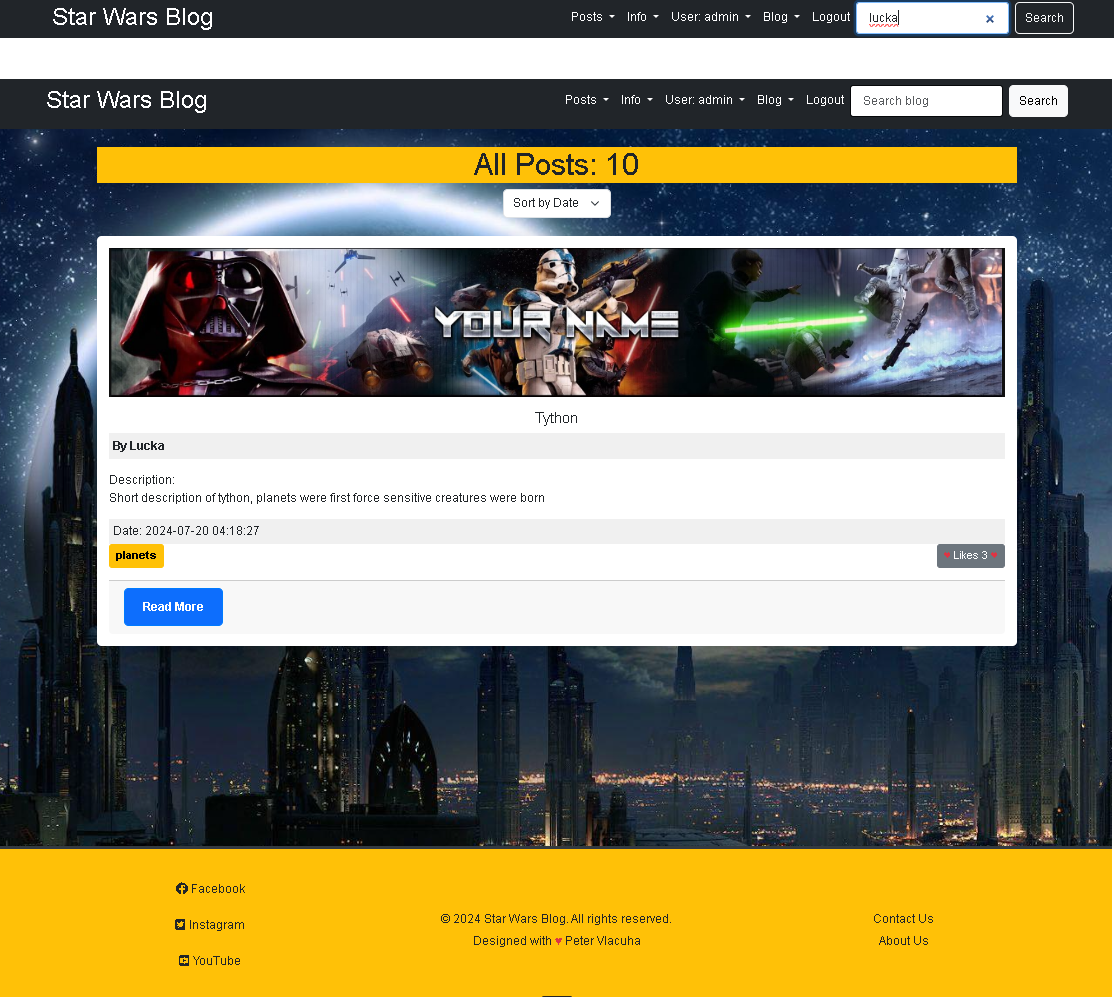 Star Wars Blog Posts Info User: admin Blog Logout lucka Search
Star Wars Blog Posts Info User: admin Blog Logout Search blog Search
All Posts: 10
Sort by Date
YOUR NAME
Tython
By Lucka
Description:
Short description of tython, planets were first force sensitive creatures were born
Date: 2024-07-20 04:18:27
planets
Likes 3
Read More
Facebook
Instagram
YouTube
© 2024 Star Wars Blog. All rights reserved.
Designed with ♥ Peter Vlacuha
Contact Us
About Us